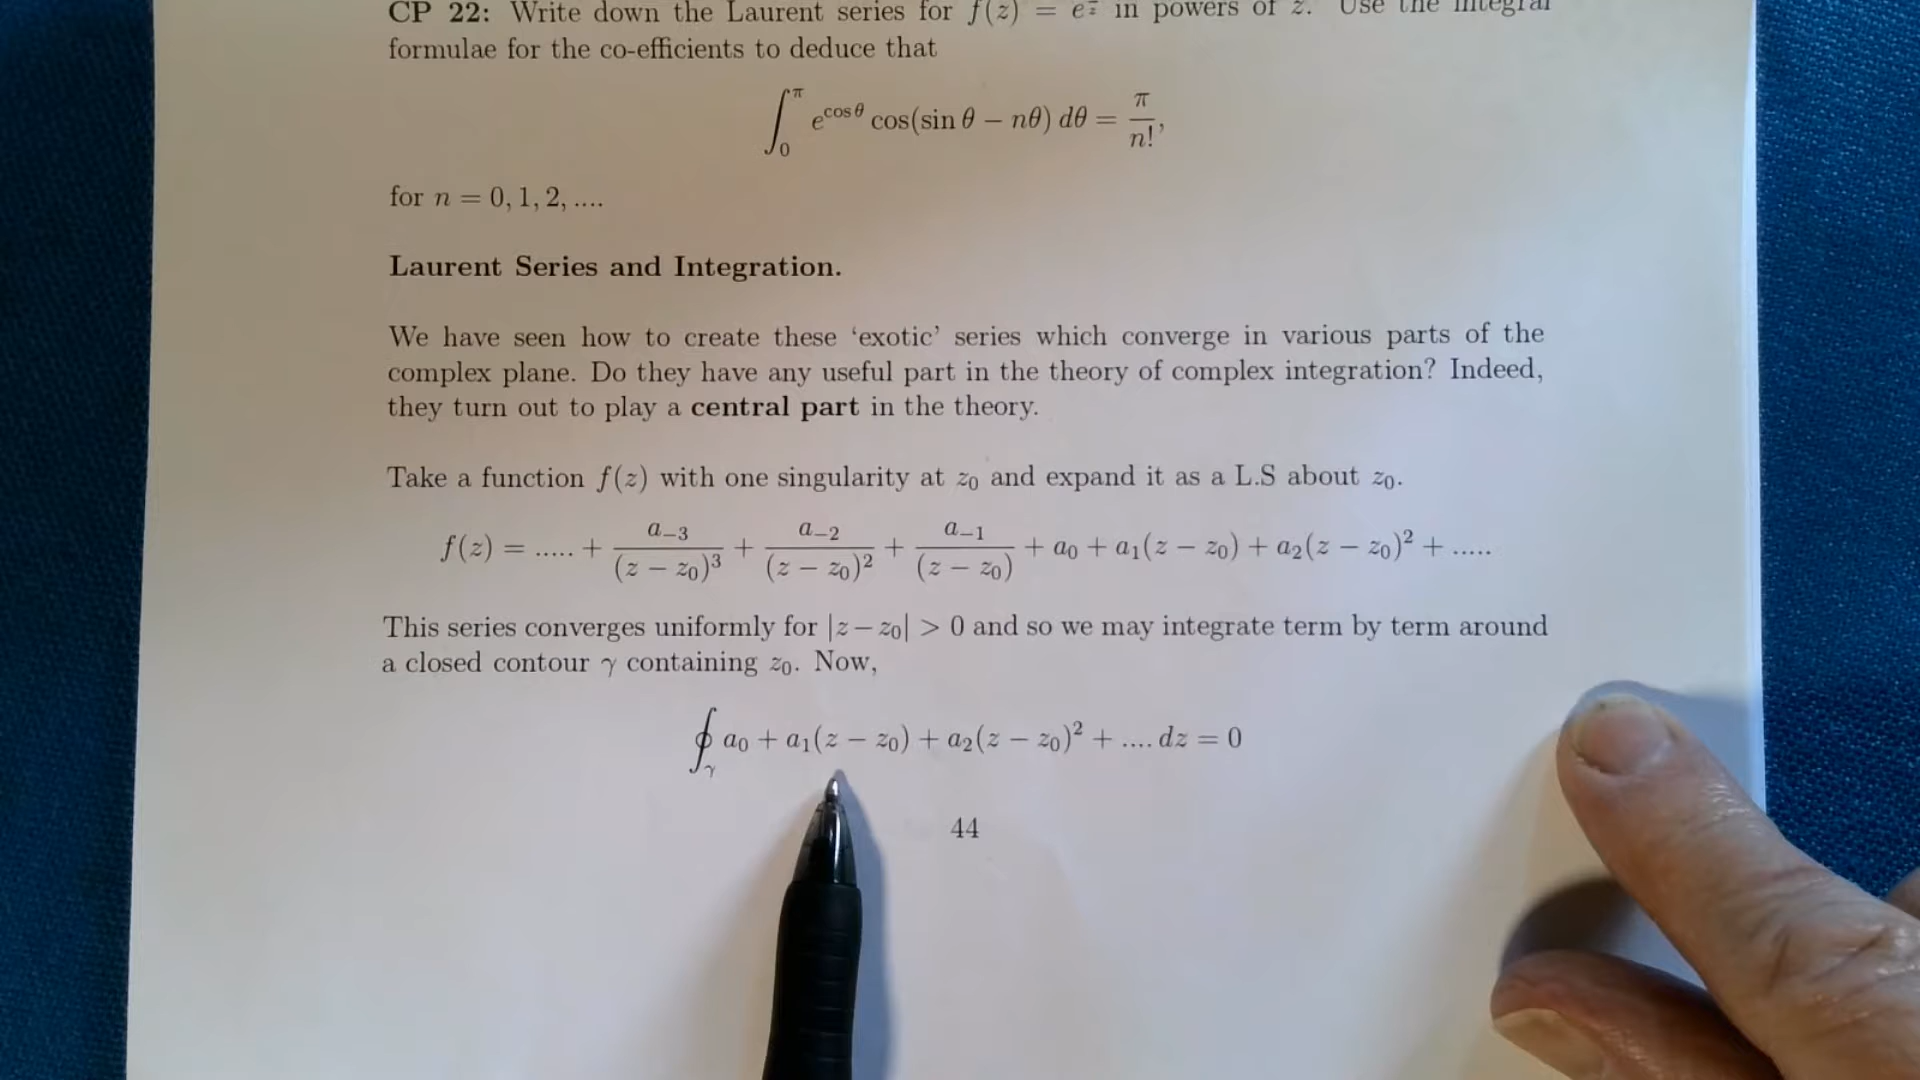 CP 22: Write down the Laurent series for f(z) = e^{\frac{1}{z}} in powers of z. Use the integral
formulae for the co-efficients to deduce that
\int_0^π e^{cos θ} cos(sin θ − nθ) dθ = \frac{π}{n!},
for n = 0, 1, 2, ....
Laurent Series and Integration.
We have seen how to create these ‘exotic’ series which converge in various parts of the
complex plane. Do they have any useful part in the theory of complex integration? Indeed,
they turn out to play a central part in the theory.
Take a function f(z) with one singularity at z_0 and expand it as a L.S about z_0.
f(z) = ..... + \frac{a_{−3}}{(z − z_0)^3} + \frac{a_{−2}}{(z − z_0)^2} + \frac{a_{−1}}{(z − z_0)} + a_0 + a_1(z − z_0) + a_2(z − z_0)^2 + .....
This series converges uniformly for |z − z_0| > 0 and so we may integrate term by term around
a closed contour γ containing z_0. Now,
\oint_γ a_0 + a_1(z − z_0) + a_2(z − z_0)^2 + .... dz = 0
44